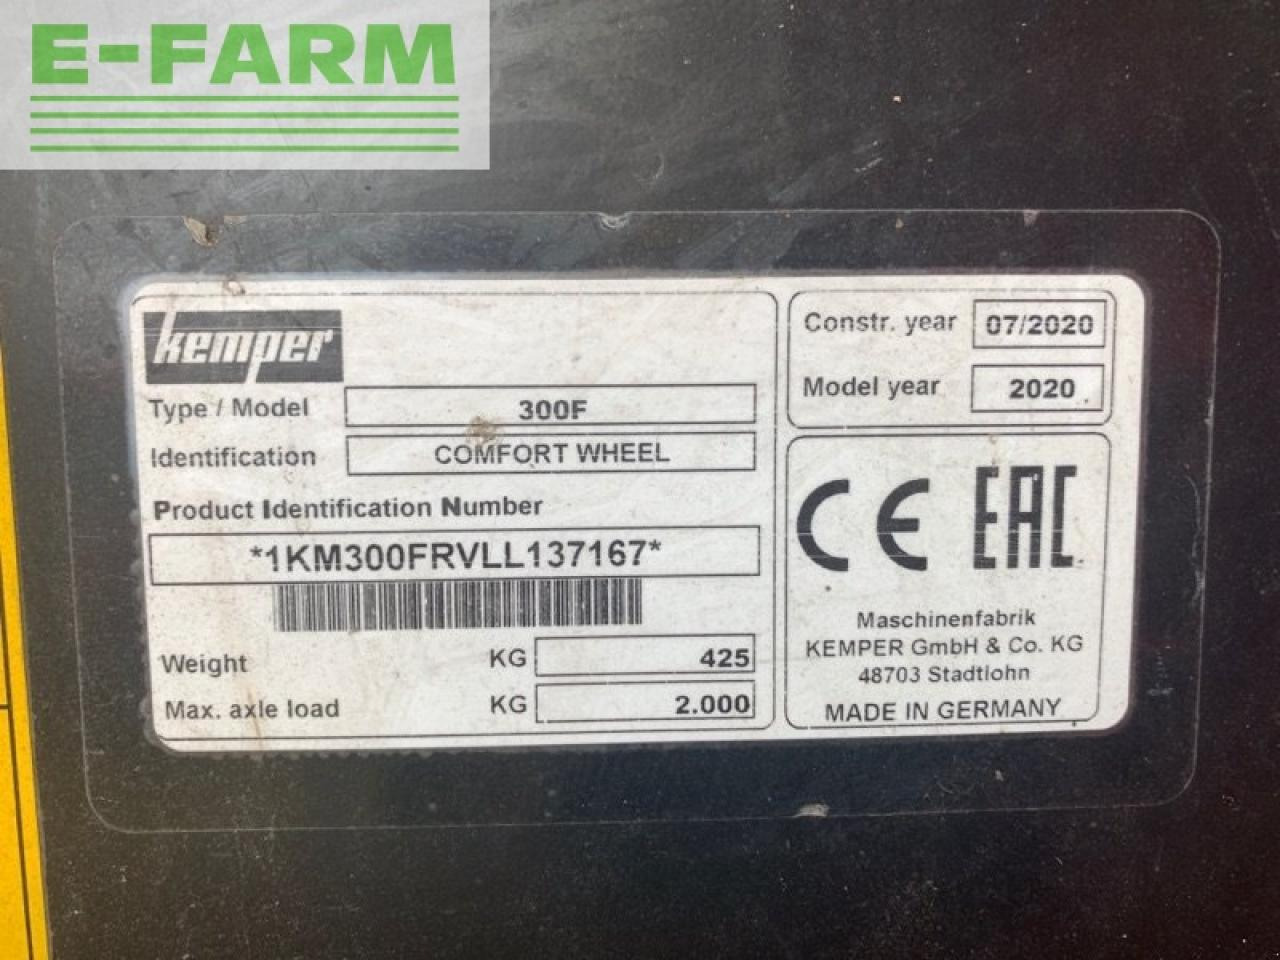 E-FARM
kemper
Type / Model 300F
Identification COMFORT WHEEL
Product Identification Number
*1KM300FRVLL137167*
Weight KG 425
Max. axle load KG 2.000
Constr. year 07/2020
Model year 2020
CE EAC
Maschinenfabrik
KEMPER GmbH & Co. KG
48703 Stadtlohn
MADE IN GERMANY